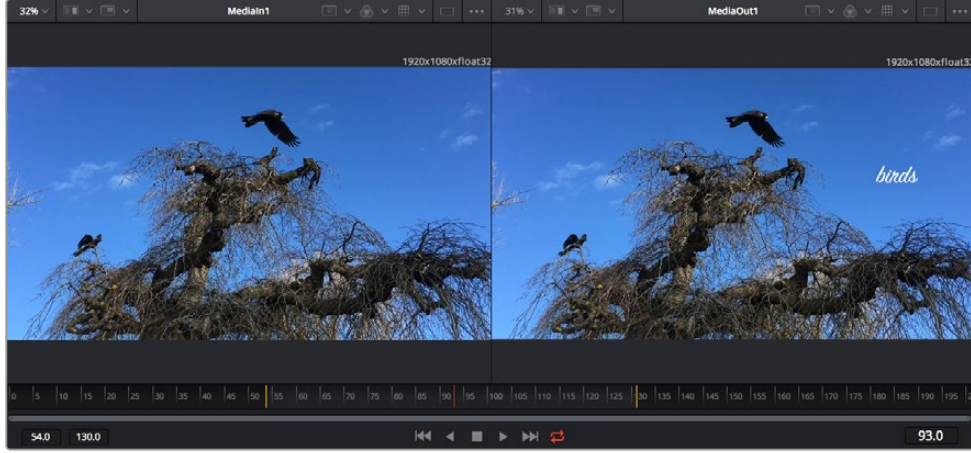 32% MediaIn1 31% MediaOut1
1920x1080xfloat32 1920x1080xfloat32
birds
0 5 10 15 20 25 30 35 40 45 50 55 60 65 70 75 80 85 90 95 100 105 110 115 120 125 130 135 140 145 150 155 160 165 170 175 180 185 190 195
54.0 130.0 93.0